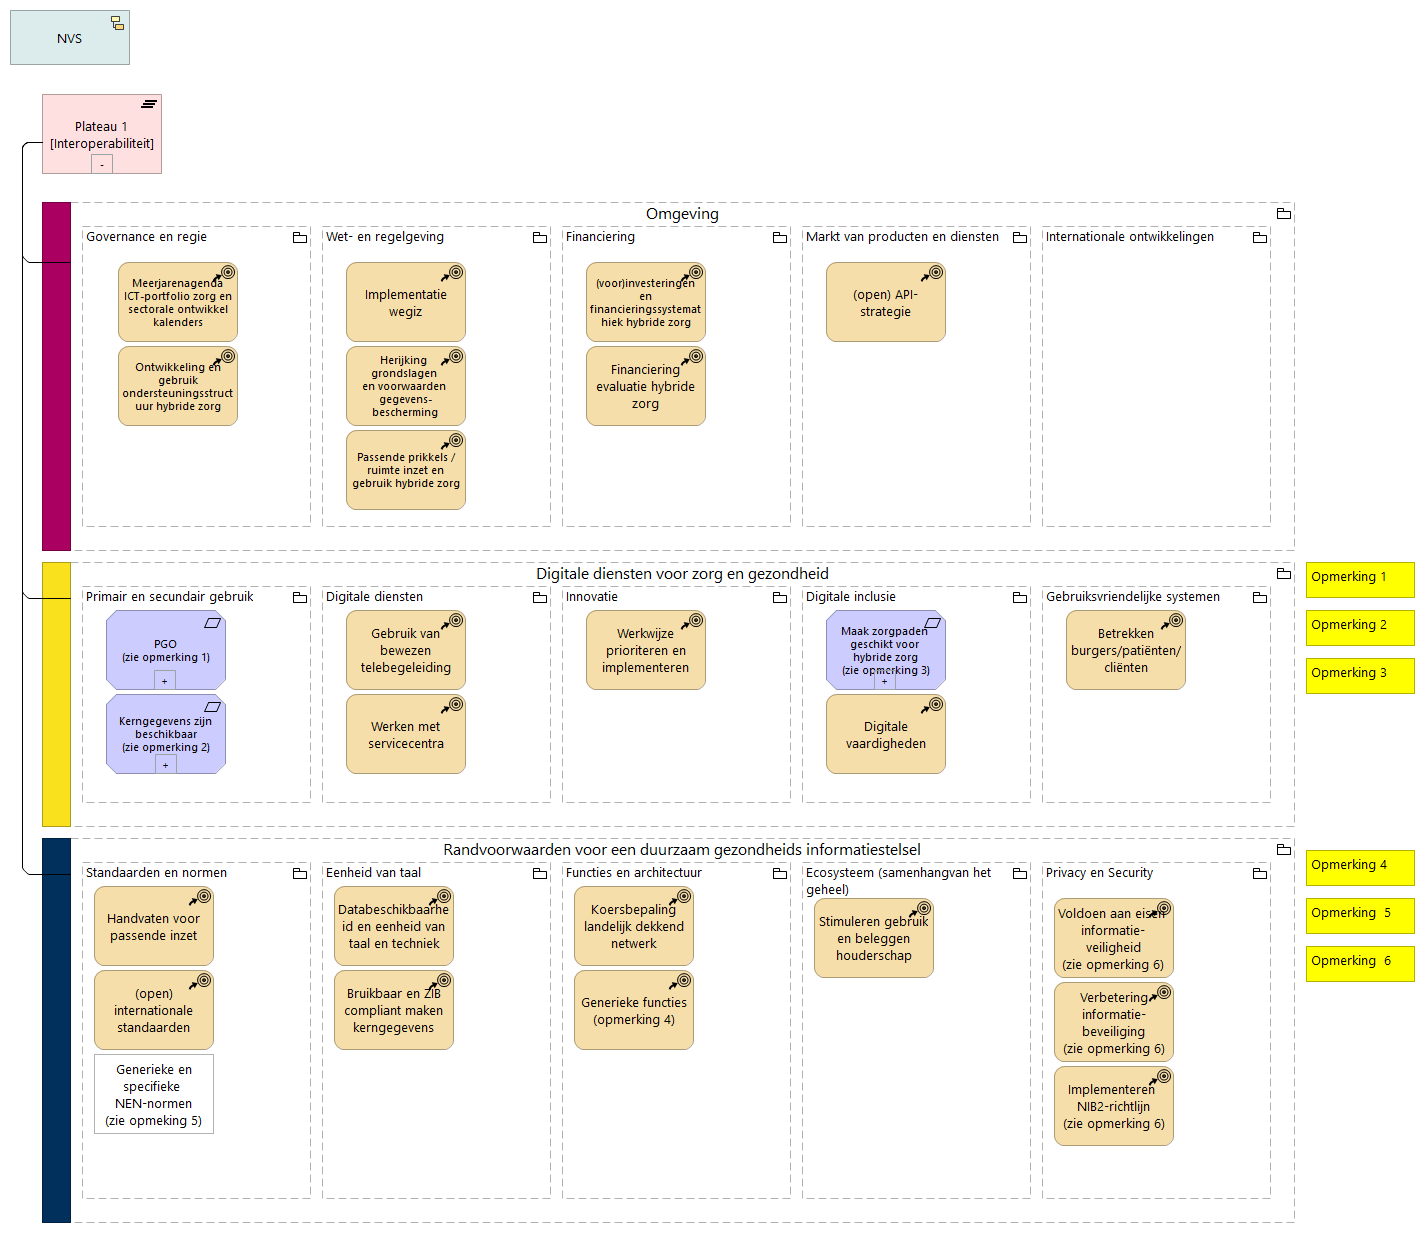 NVS
Plateau 1
[Interoperabiliteit]
-
Omgeving
Governance en regie
Meerjarenagenda
ICT-portfolio zorg en
sectorale ontwikkel
kalenders
Ontwikkeling en
gebruik
ondersteuningsstruct
uur hybride zorg
Wet- en regelgeving
Implementatie
wegiz
Herijking
grondslagen
en voorwaarden
gegevens-
bescherming
Passende prikkels /
ruimte inzet en
gebruik hybride zorg
Financiering
(voor)investeringen
en
financieringssystemat
hiek hybride zorg
Financiering
evaluatie hybride
zorg
Markt van producten en diensten
(open) API-
strategie
Internationale ontwikkelingen
Digitale diensten voor zorg en gezondheid
Primair en secundair gebruik
PGO
(zie opmerking 1)
+
Kerngegevens zijn
beschikbaar
(zie opmerking 2)
+
Digitale diensten
Gebruik van
bewezen
telebegeleiding
Werken met
servicecentra
Innovatie
Werkwijze
prioriteren en
implementeren
Digitale inclusie
Maak zorgpaden
geschikt voor
hybride zorg
(zie opmerking 3)
+
Digitale
vaardigheden
Gebruiksvriendelijke systemen
Betrekken
burgers/patiënten/
cliënten
Opmerking 1
Opmerking 2
Opmerking 3
Randvoorwaarden voor een duurzaam gezondheids informatiestelsel
Standaarden en normen
Handvaten voor
passende inzet
(open)
internationale
standaarden
Generieke en
specifieke
NEN-normen
(zie opmeking 5)
Eenheid van taal
Databeschikbaarhe
id en eenheid van
taal en techniek
Bruikbaar en ZIB
compliant maken
kerngegevens
Functies en architectuur
Koersbepaling
landelijk dekkend
netwerk
Generieke functies
(opmerking 4)
Ecosysteem (samenhangvan het
geheel)
Stimuleren gebruik
en beleggen
houderschap
Privacy en Security
Voldoen aan eisen
informatie-
veiligheid
(zie opmerking 6)
Verbetering
informatie-
beveiliging
(zie opmerking 6)
Implementeren
NIB2-richtlijn
(zie opmerking 6)
Opmerking 4
Opmerking 5
Opmerking 6